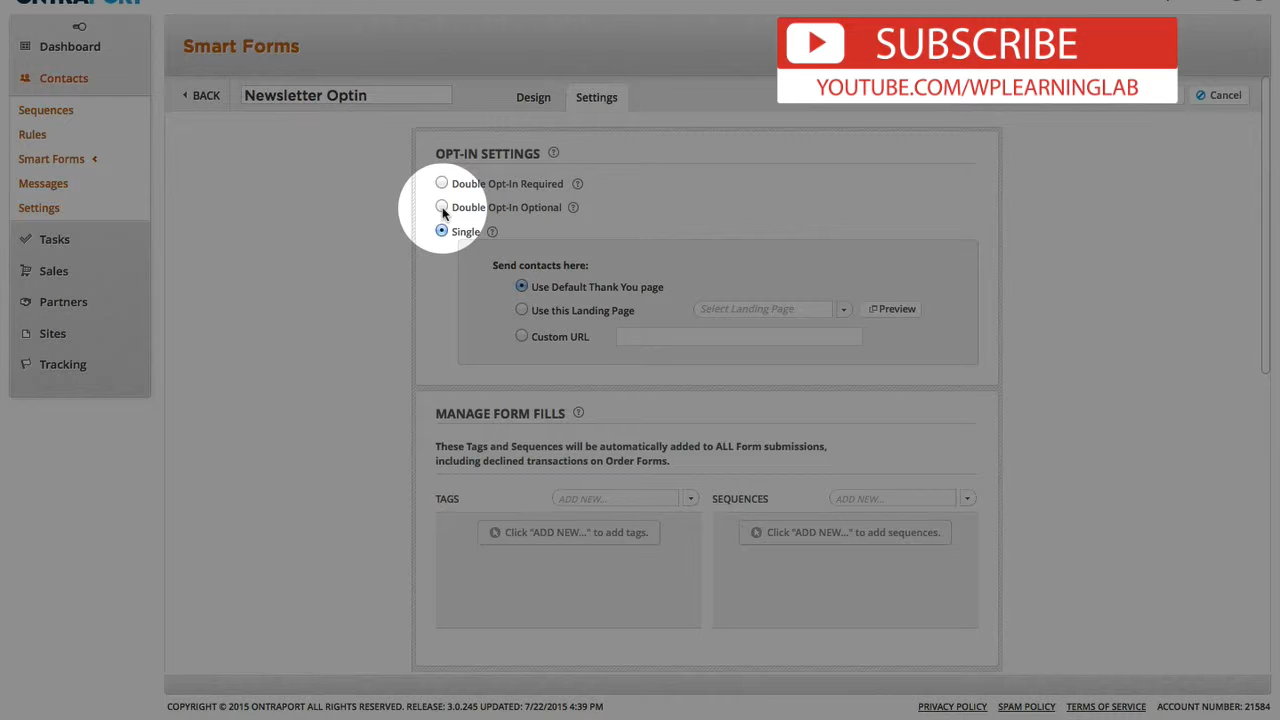 ONTRAPORT
SUBSCRIBE
YOUTUBE.COM/WPLEARNINGLAB
Dashboard
Contacts
Sequences
Rules
Smart Forms
Messages
Settings
Tasks
Sales
Partners
Sites
Tracking
Smart Forms
BACK
Newsletter Optin
Design
Settings
Cancel
OPT-IN SETTINGS
Double Opt-In Required
Double Opt-In Optional
Single
Send contacts here:
Use Default Thank You page
Use this Landing Page
Select Landing Page
Preview
Custom URL
MANAGE FORM FILLS
These Tags and Sequences will be automatically added to ALL Form submissions,
including declined transactions on Order Forms.
TAGS
ADD NEW...
SEQUENCES
ADD NEW...
Click "ADD NEW..." to add tags.
Click "ADD NEW..." to add sequences.
COPYRIGHT © 2015 ONTRAPORT ALL RIGHTS RESERVED. RELEASE: 3.0.245 UPDATED: 7/22/2015 4:39 PM
PRIVACY POLICY
SPAM POLICY
TERMS OF SERVICE
ACCOUNT NUMBER: 21584